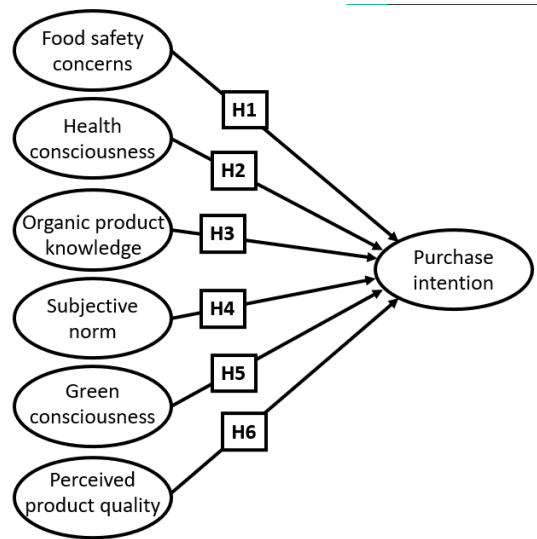 Food safety
concerns
H1
Health
consciousness
H2
Organic product
knowledge
H3
Purchase
intention
Subjective
norm
H4
Green
consciousness
H5
H6
Perceived
product quality